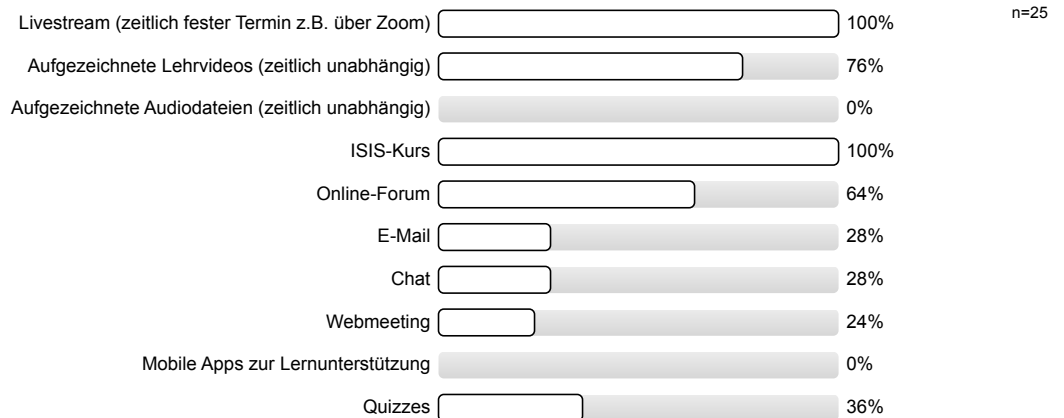 Livestream (zeitlich fester Termin z.B. über Zoom) 100% n=25
Aufgezeichnete Lehrvideos (zeitlich unabhängig) 76%
Aufgezeichnete Audiodateien (zeitlich unabhängig) 0%
ISIS-Kurs 100%
Online-Forum 64%
E-Mail 28%
Chat 28%
Webmeeting 24%
Mobile Apps zur Lernunterstützung 0%
Quizzes 36%